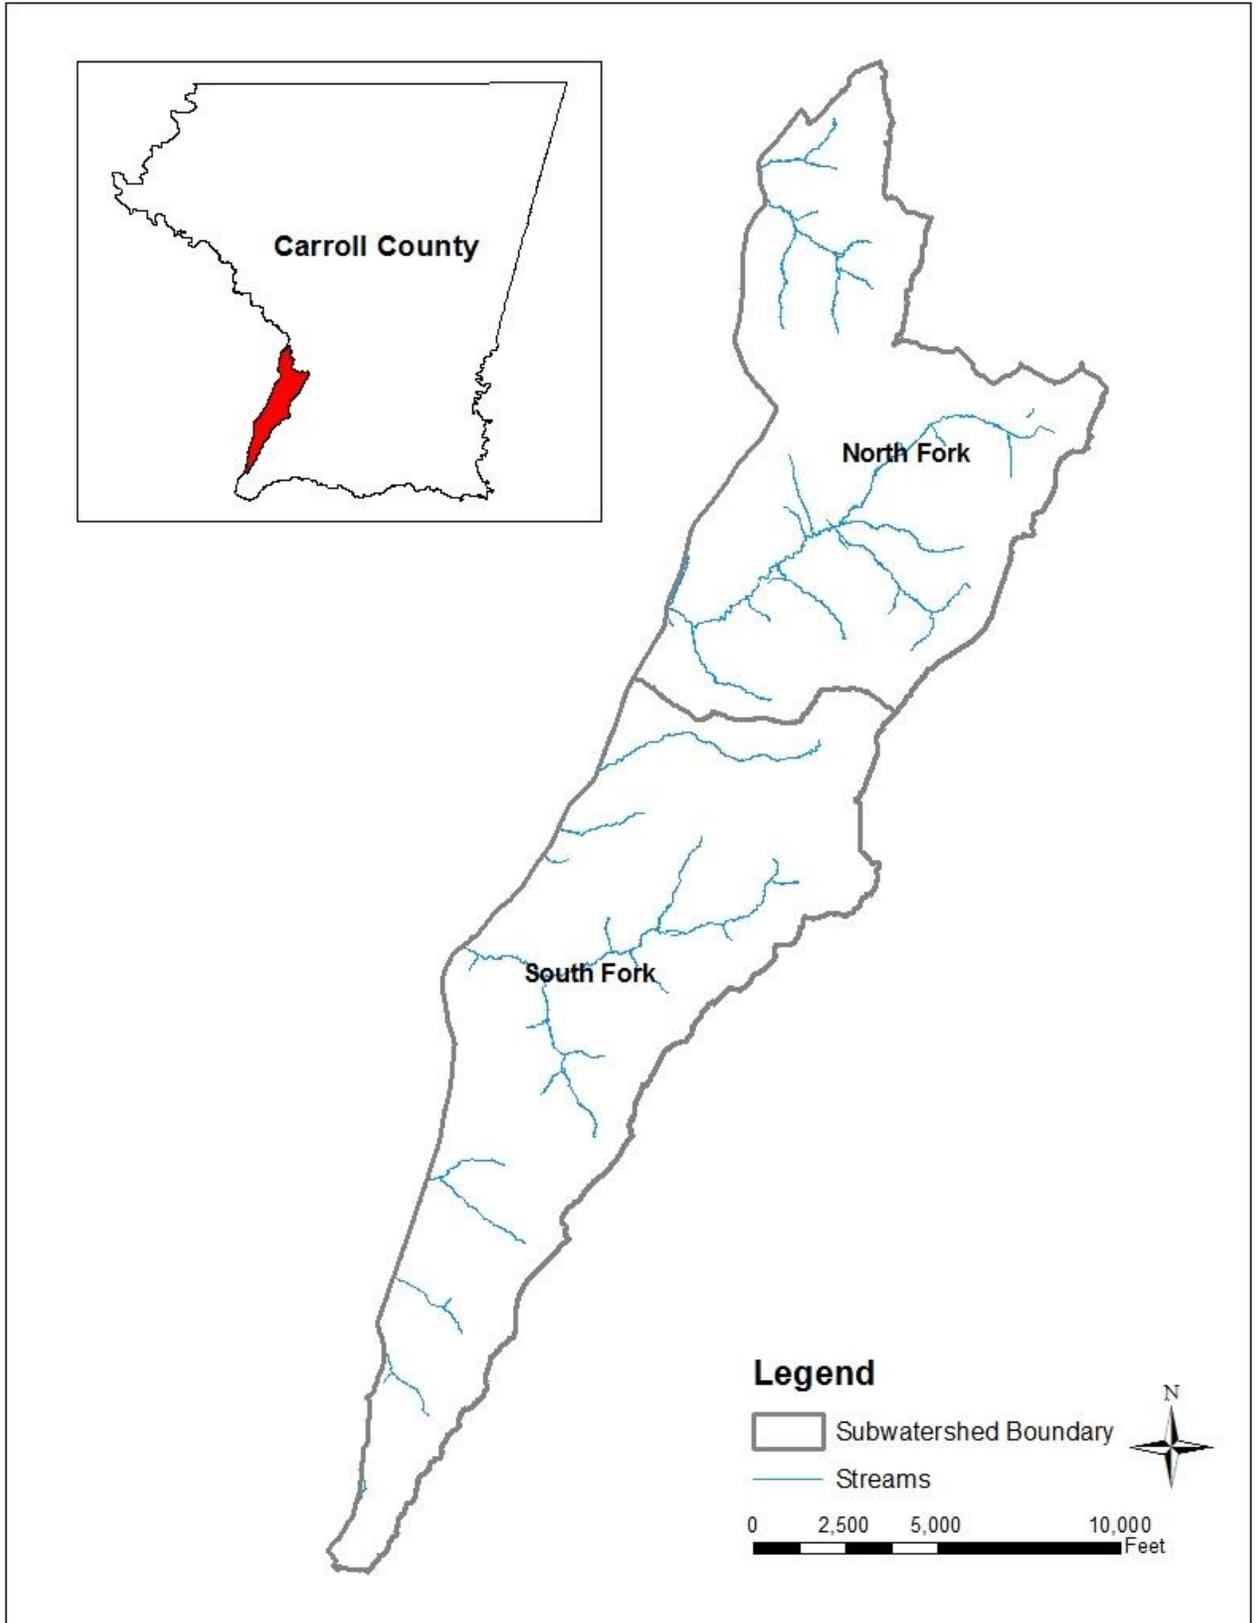 Carroll County
North Fork
South Fork
Legend
Subwatershed Boundary
Streams
N
0 2,500 5,000 10,000
Feet